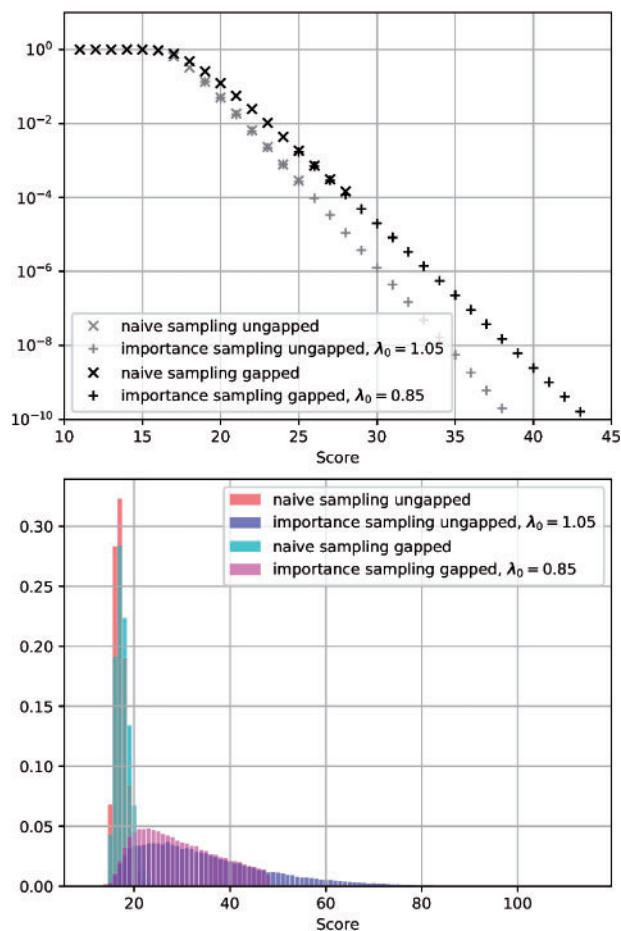 10⁰
10⁻²
10⁻⁴
10⁻⁶
10⁻⁸
10⁻¹⁰
naive sampling ungapped
importance sampling ungapped, λ₀ = 1.05
naive sampling gapped
importance sampling gapped, λ₀ = 0.85
10 15 20 25 30 35 40 45
Score
0.30
0.25
0.20
0.15
0.10
0.05
0.00
naive sampling ungapped
importance sampling ungapped, λ₀ = 1.05
naive sampling gapped
importance sampling gapped, λ₀ = 0.85
20 40 60 80 100
Score